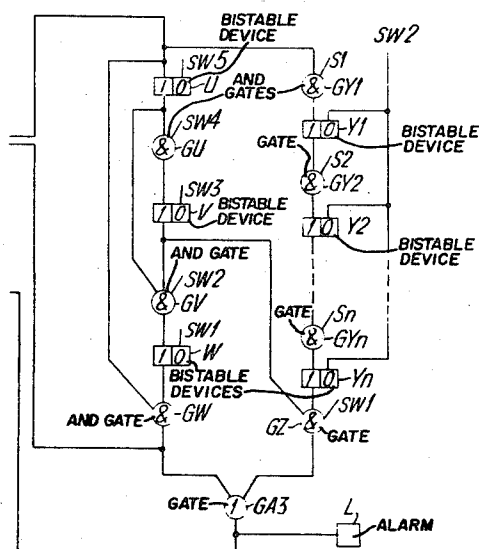 BISTABLE
DEVICE
SW2
SW5
1 0 U
AND
GATES
S1
& GY1
SW4
& GU
1 0 Y1
BISTABLE
DEVICE
GATE
S2
& GY2
SW3
1 0 V
BISTABLE
DEVICE
1 0 Y2
BISTABLE
DEVICE
AND GATE
SW2
& GV
GATE
Sn
& GYn
SW1
1 0 W
BISTABLE
DEVICES
1 0 Yn
AND GATE & GW
SW1
GZ & GATE
GATE 1 GA3
L
ALARM